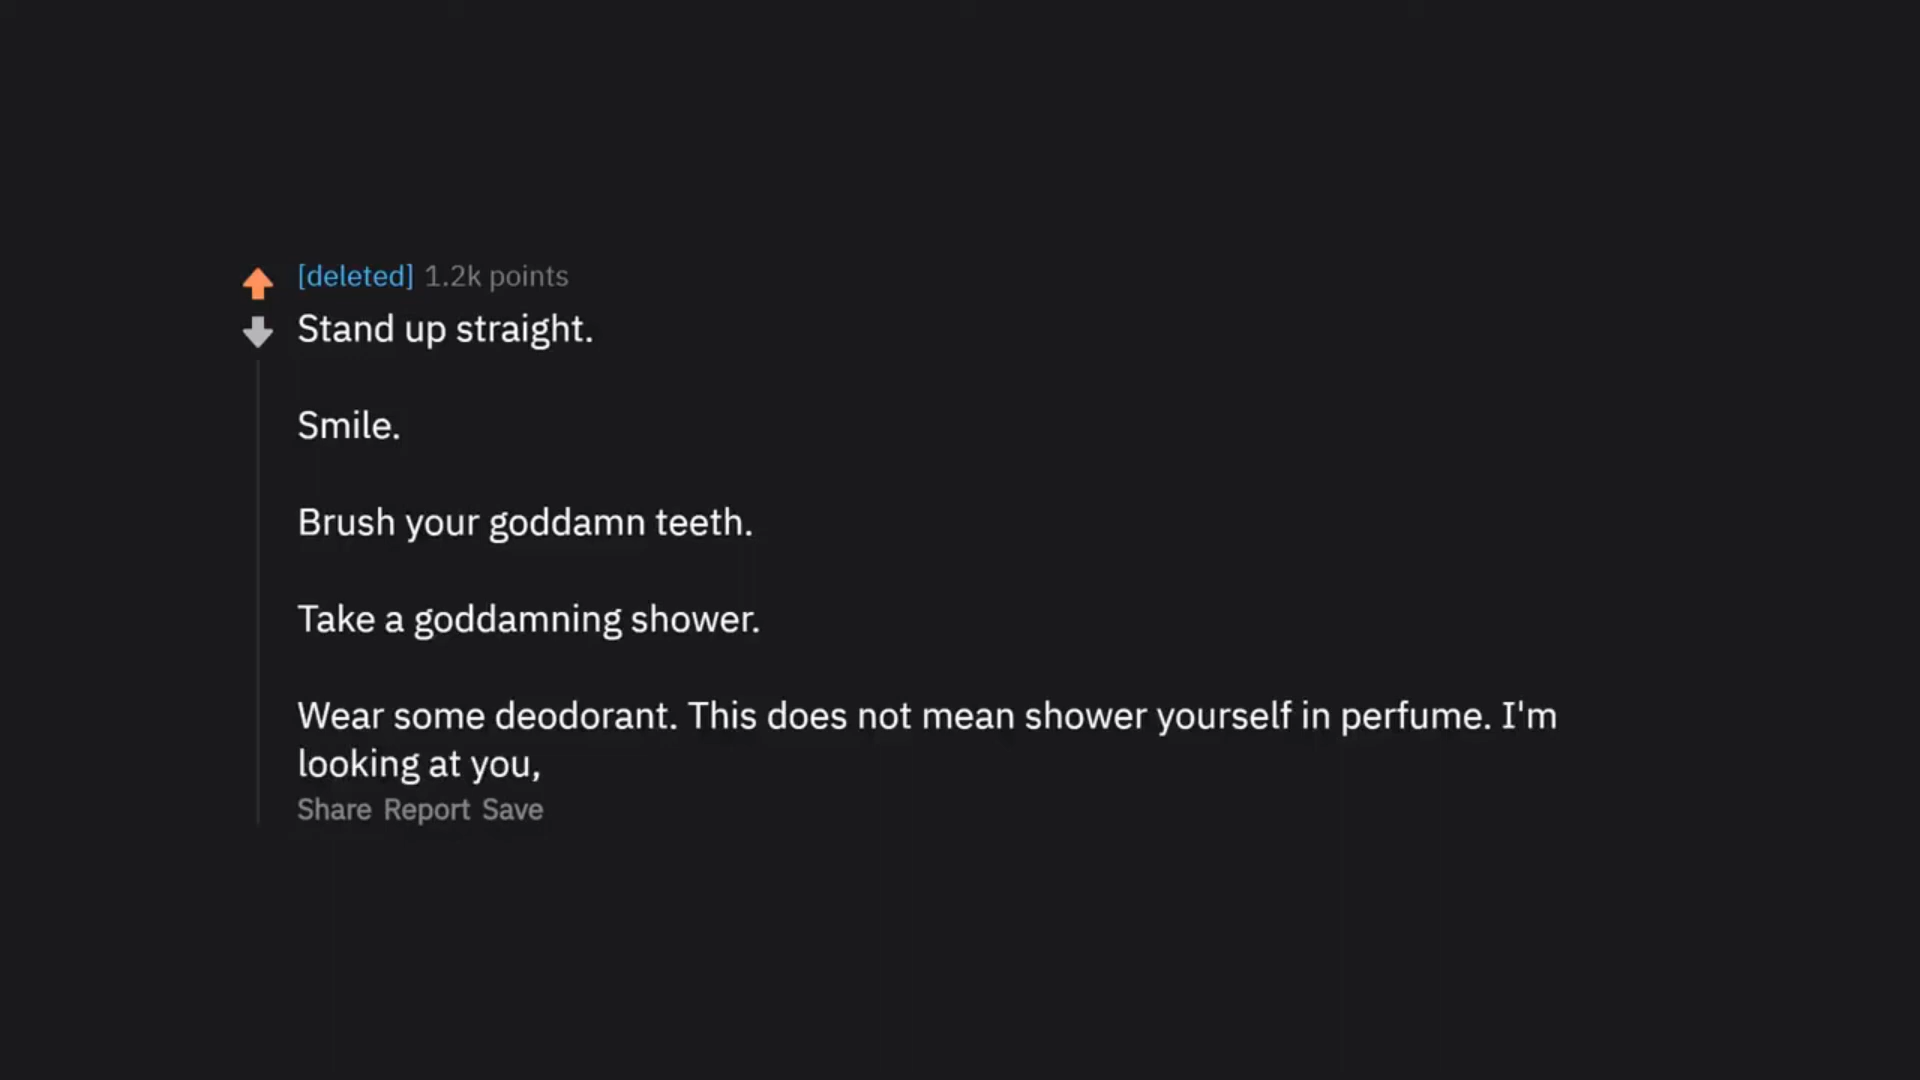 [deleted] 1.2k points
Stand up straight.
Smile.
Brush your goddamn teeth.
Take a goddamning shower.
Wear some deodorant. This does not mean shower yourself in perfume. I'm
looking at you,
Share Report Save